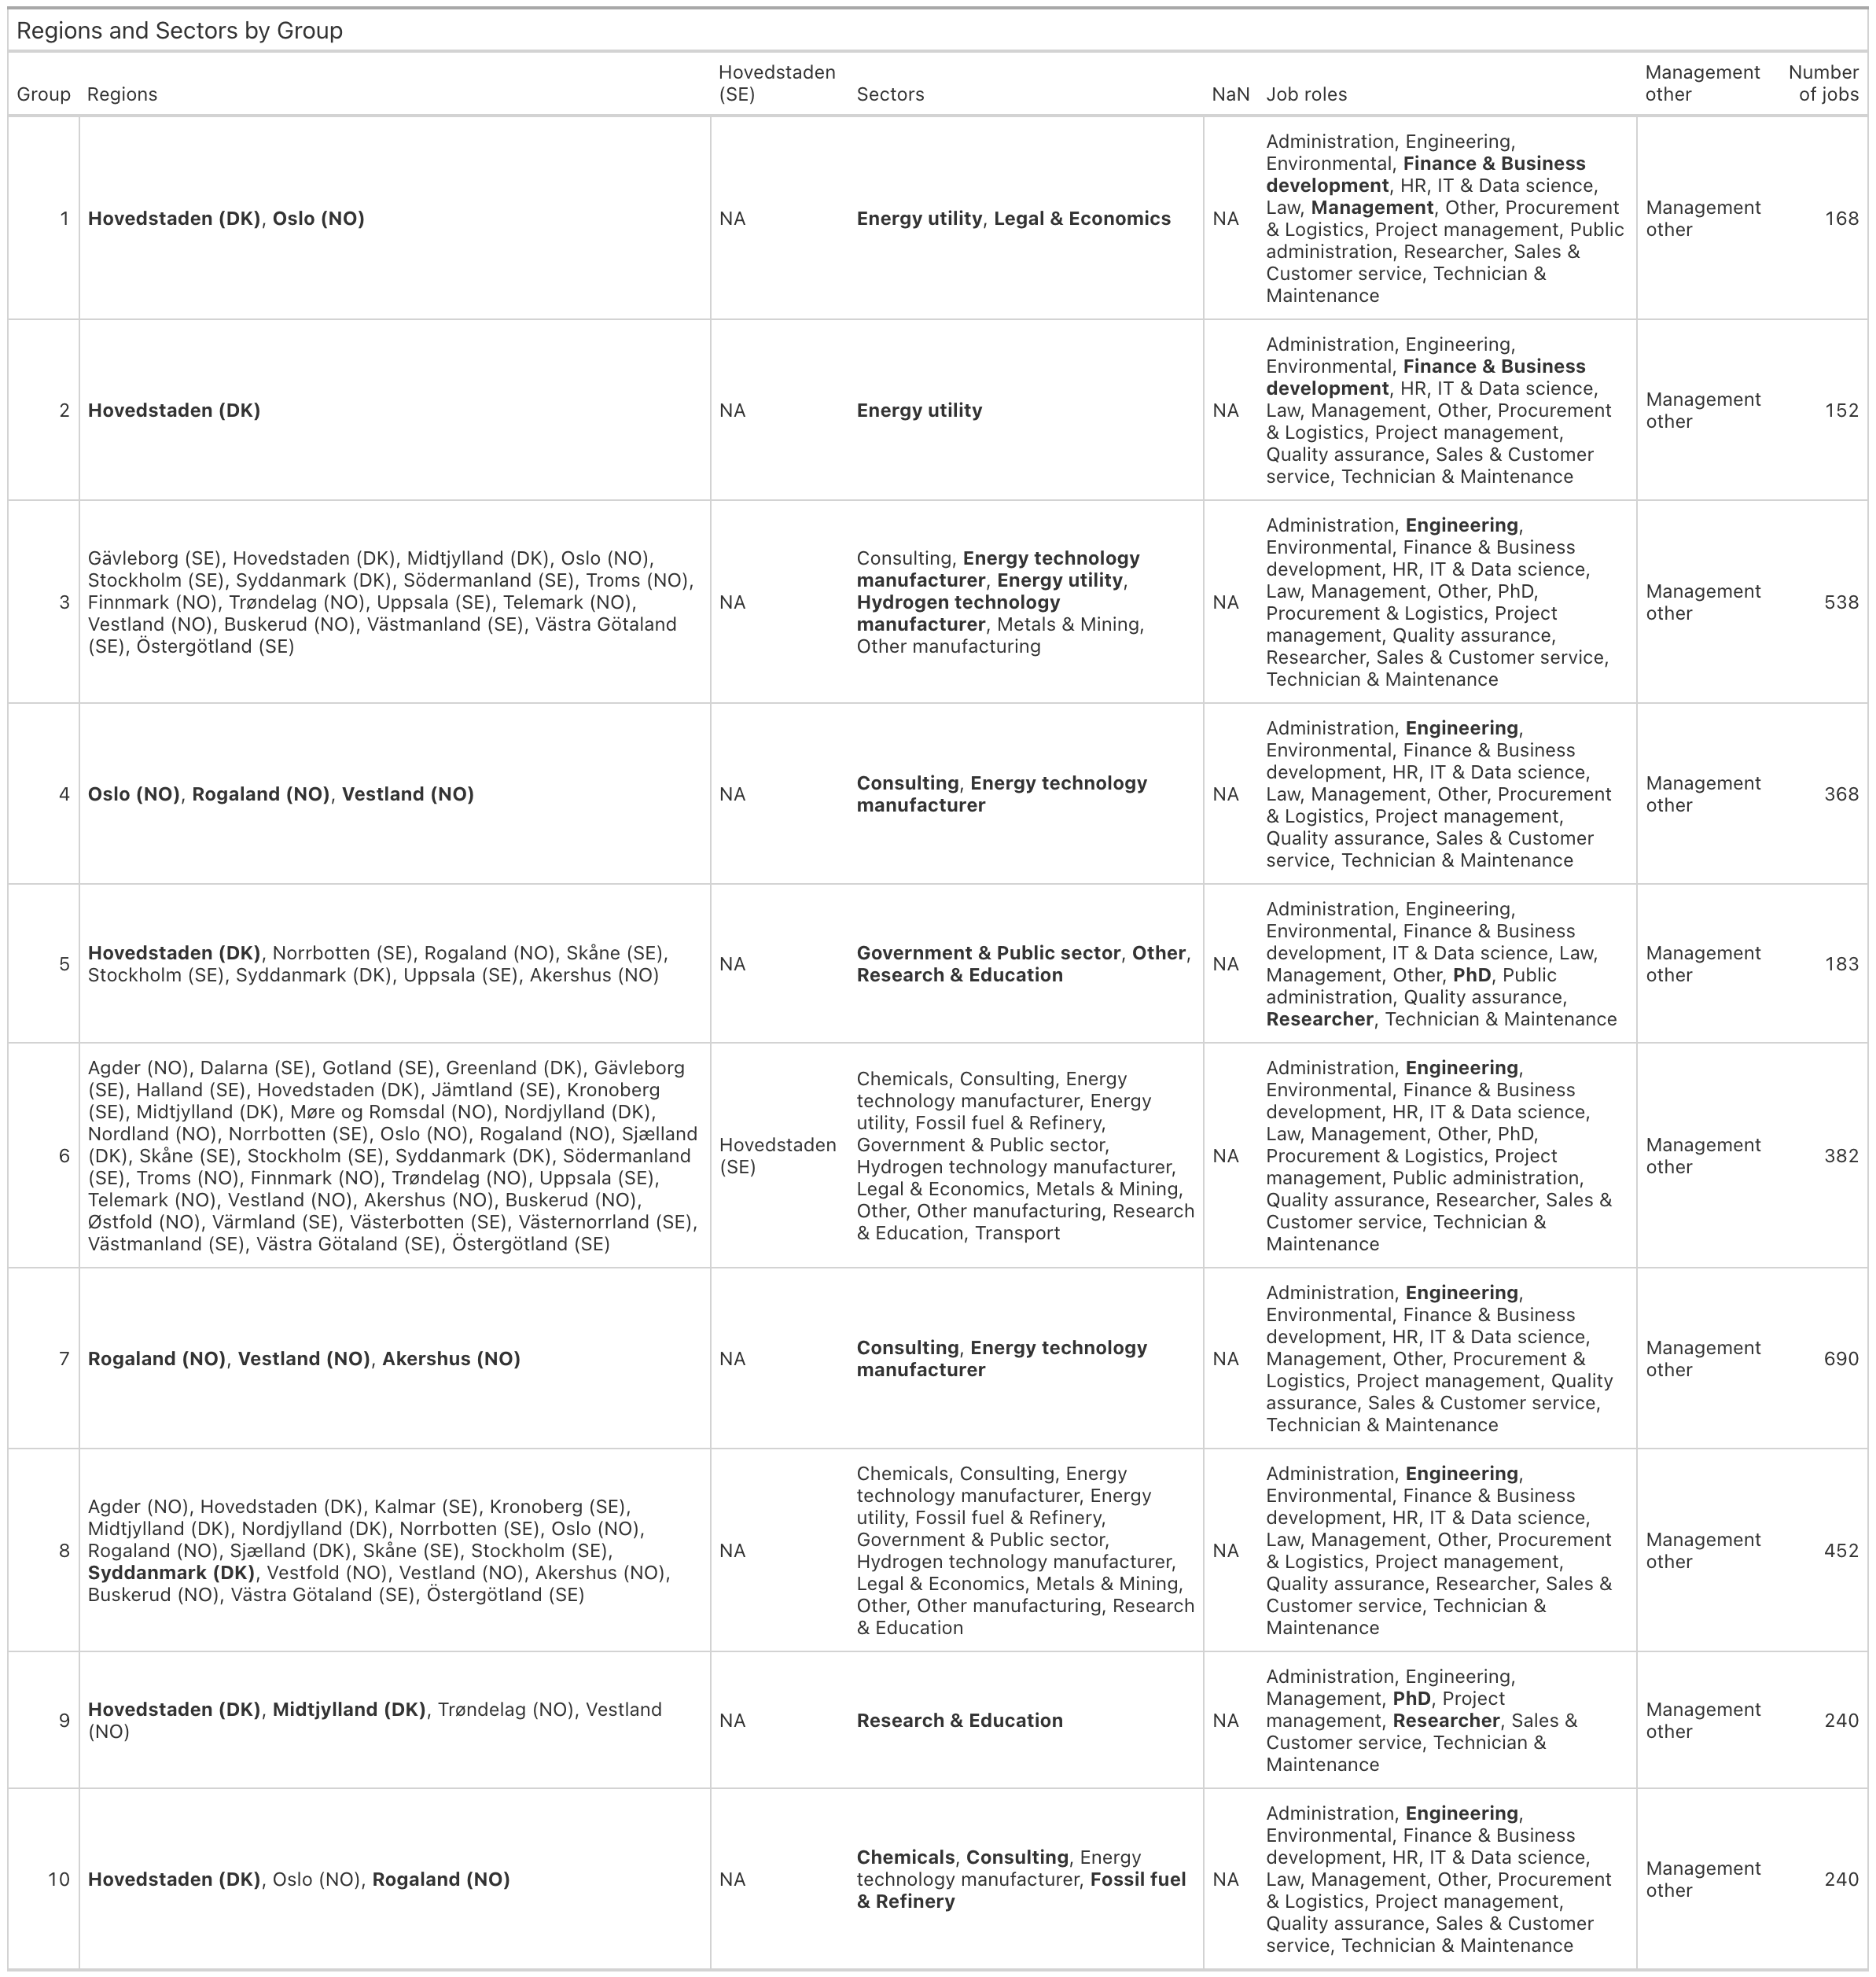 Regions and Sectors by Group
Group Regions Hovedstaden (SE) Sectors NaN Job roles Management other Number of jobs
1
Hovedstaden (DK), Oslo (NO)
NA
Energy utility, Legal & Economics
NA
Administration, Engineering,
Environmental, Finance & Business
development, HR, IT & Data science,
Law, Management, Other, Procurement
& Logistics, Project management, Public
administration, Researcher, Sales &
Customer service, Technician &
Maintenance
Management
other
168
2
Hovedstaden (DK)
NA
Energy utility
NA
Administration, Engineering,
Environmental, Finance & Business
development, HR, IT & Data science,
Law, Management, Other, Procurement
& Logistics, Project management,
Quality assurance, Sales & Customer
service, Technician & Maintenance
Management
other
152
3
Gävleborg (SE), Hovedstaden (DK), Midtjylland (DK), Oslo (NO),
Stockholm (SE), Syddanmark (DK), Södermanland (SE), Troms (NO),
Finnmark (NO), Trøndelag (NO), Uppsala (SE), Telemark (NO),
Vestland (NO), Buskerud (NO), Västmanland (SE), Västra Götaland
(SE), Östergötland (SE)
NA
Consulting, Energy technology
manufacturer, Energy utility,
Hydrogen technology
manufacturer, Metals & Mining,
Other manufacturing
NA
Administration, Engineering,
Environmental, Finance & Business
development, HR, IT & Data science,
Law, Management, Other, PhD,
Procurement & Logistics, Project
management, Quality assurance,
Researcher, Sales & Customer service,
Technician & Maintenance
Management
other
538
4
Oslo (NO), Rogaland (NO), Vestland (NO)
NA
Consulting, Energy technology
manufacturer
NA
Administration, Engineering,
Environmental, Finance & Business
development, HR, IT & Data science,
Law, Management, Other, Procurement
& Logistics, Project management,
Quality assurance, Sales & Customer
service, Technician & Maintenance
Management
other
368
5
Hovedstaden (DK), Norrbotten (SE), Rogaland (NO), Skåne (SE),
Stockholm (SE), Syddanmark (DK), Uppsala (SE), Akershus (NO)
NA
Government & Public sector, Other,
Research & Education
NA
Administration, Engineering,
Environmental, Finance & Business
development, IT & Data science, Law,
Management, Other, PhD, Public
administration, Quality assurance,
Researcher, Technician & Maintenance
Management
other
183
6
Agder (NO), Dalarna (SE), Gotland (SE), Greenland (DK), Gävleborg
(SE), Halland (SE), Hovedstaden (DK), Jämtland (SE), Kronoberg
(SE), Midtjylland (DK), Møre og Romsdal (NO), Nordjylland (DK),
Nordland (NO), Norrbotten (SE), Oslo (NO), Rogaland (NO), Sjælland
(DK), Skåne (SE), Stockholm (SE), Syddanmark (DK), Södermanland
(SE), Troms (NO), Finnmark (NO), Trøndelag (NO), Uppsala (SE),
Telemark (NO), Vestland (NO), Akershus (NO), Buskerud (NO),
Østfold (NO), Värmland (SE), Västerbotten (SE), Västernorrland (SE),
Västmanland (SE), Västra Götaland (SE), Östergötland (SE)
Hovedstaden
(SE)
Chemicals, Consulting, Energy
technology manufacturer, Energy
utility, Fossil fuel & Refinery,
Government & Public sector,
Hydrogen technology manufacturer,
Legal & Economics, Metals & Mining,
Other, Other manufacturing, Research
& Education, Transport
NA
Administration, Engineering,
Environmental, Finance & Business
development, HR, IT & Data science,
Law, Management, Other, PhD,
Procurement & Logistics, Project
management, Public administration,
Quality assurance, Researcher, Sales &
Customer service, Technician &
Maintenance
Management
other
382
7
Rogaland (NO), Vestland (NO), Akershus (NO)
NA
Consulting, Energy technology
manufacturer
NA
Administration, Engineering,
Environmental, Finance & Business
development, HR, IT & Data science,
Management, Other, Procurement &
Logistics, Project management, Quality
assurance, Sales & Customer service,
Technician & Maintenance
Management
other
690
8
Agder (NO), Hovedstaden (DK), Kalmar (SE), Kronoberg (SE),
Midtjylland (DK), Nordjylland (DK), Norrbotten (SE), Oslo (NO),
Rogaland (NO), Sjælland (DK), Skåne (SE), Stockholm (SE),
Syddanmark (DK), Vestfold (NO), Vestland (NO), Akershus (NO),
Buskerud (NO), Västra Götaland (SE), Östergötland (SE)
NA
Chemicals, Consulting, Energy
technology manufacturer, Energy
utility, Fossil fuel & Refinery,
Government & Public sector,
Hydrogen technology manufacturer,
Legal & Economics, Metals & Mining,
Other, Other manufacturing, Research
& Education
NA
Administration, Engineering,
Environmental, Finance & Business
development, HR, IT & Data science,
Law, Management, Other, Procurement
& Logistics, Project management,
Quality assurance, Researcher, Sales &
Customer service, Technician &
Maintenance
Management
other
452
9
Hovedstaden (DK), Midtjylland (DK), Trøndelag (NO), Vestland
(NO)
NA
Research & Education
NA
Administration, Engineering,
Management, PhD, Project
management, Researcher, Sales &
Customer service, Technician &
Maintenance
Management
other
240
10
Hovedstaden (DK), Oslo (NO), Rogaland (NO)
NA
Chemicals, Consulting, Energy
technology manufacturer, Fossil fuel
& Refinery
NA
Administration, Engineering,
Environmental, Finance & Business
development, HR, IT & Data science,
Law, Management, Other, Procurement
& Logistics, Project management,
Quality assurance, Sales & Customer
service, Technician & Maintenance
Management
other
240